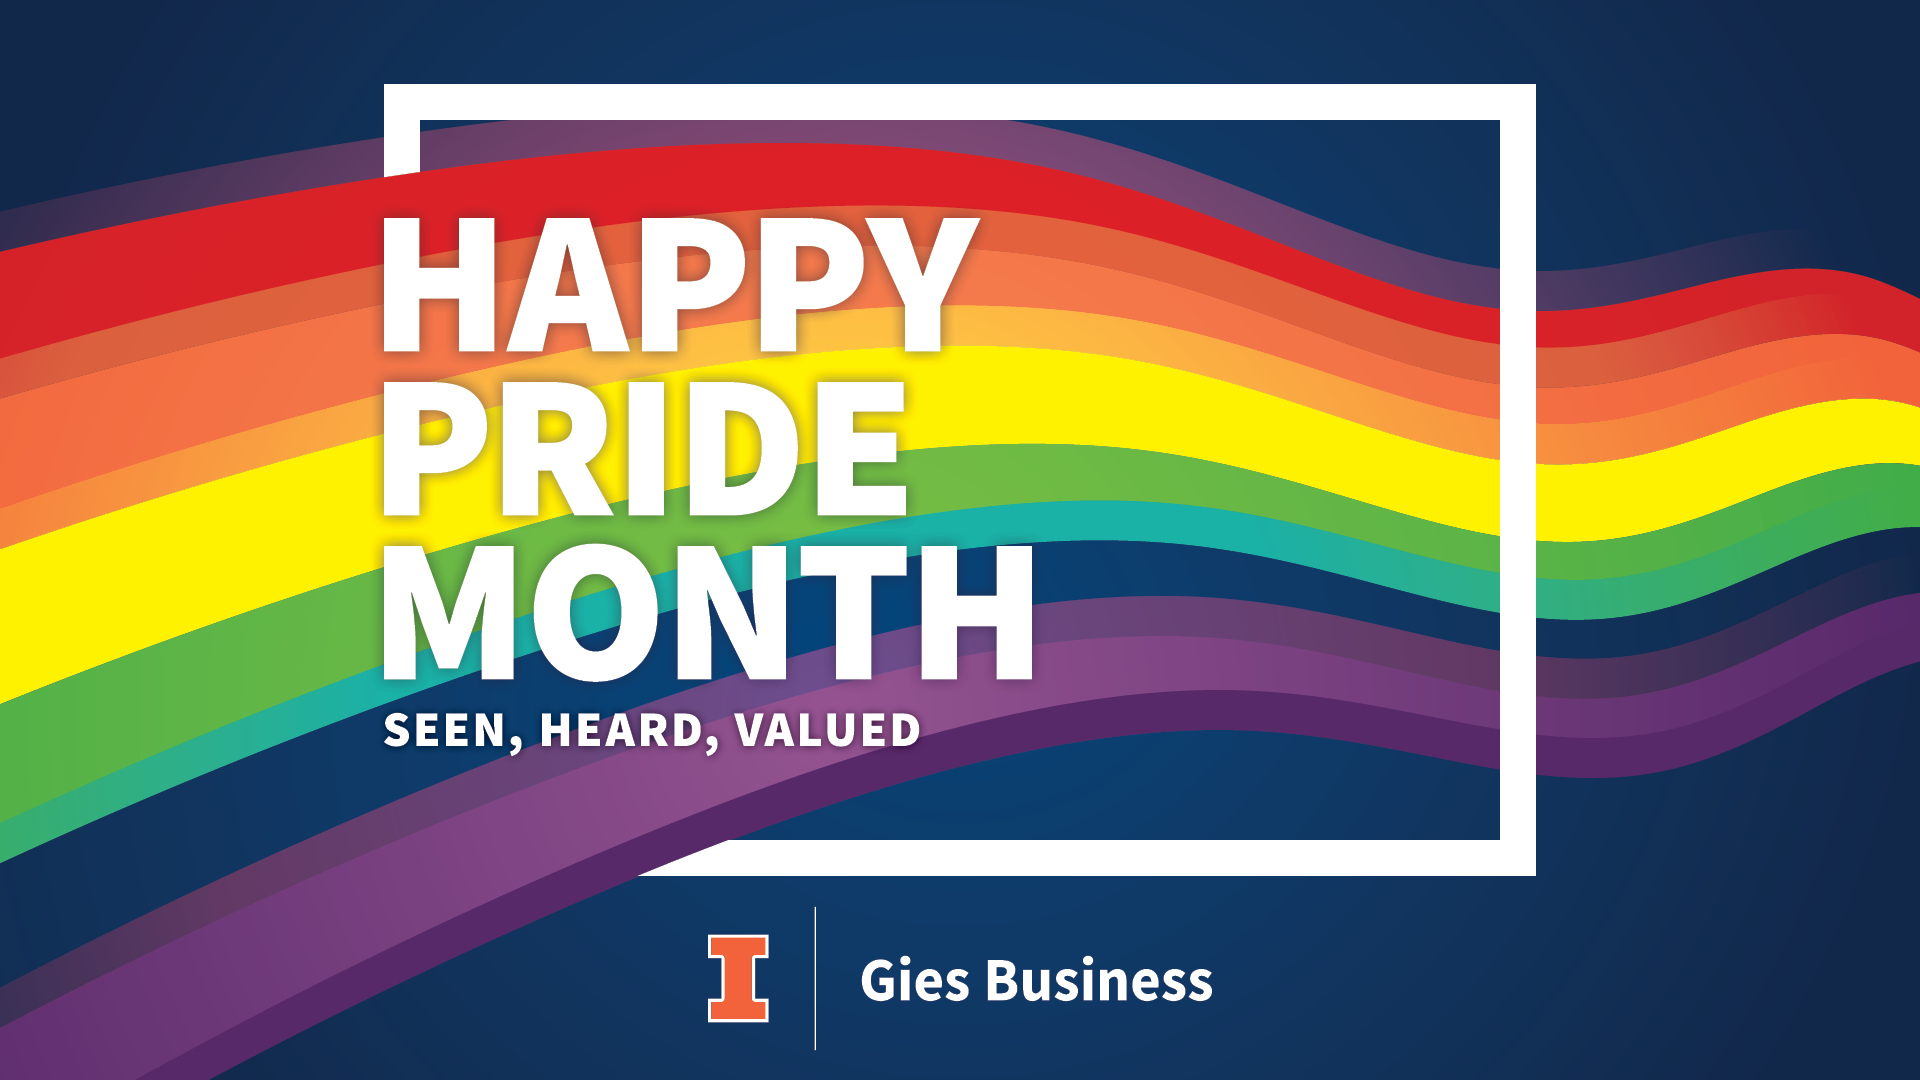 HAPPY
PRIDE
MONTH
SEEN, HEARD, VALUED
I
Gies Business